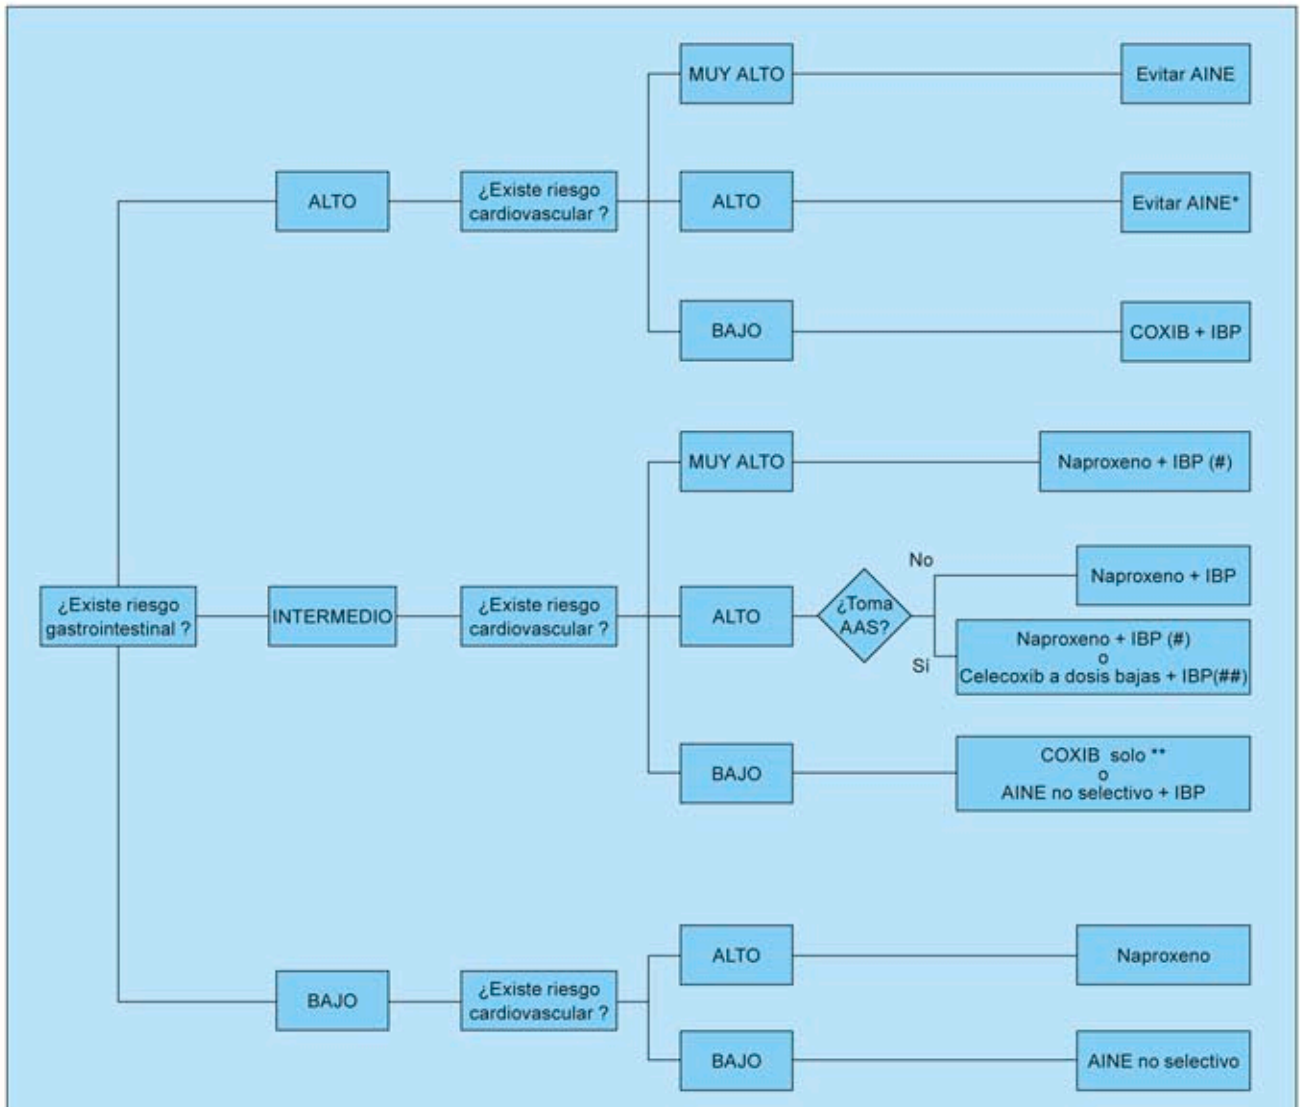 MUY ALTO
Evitar AINE
ALTO
¿Existe riesgo
cardiovascular ?
ALTO
Evitar AINE*
BAJO
COXIB + IBP
MUY ALTO
Naproxeno + IBP (#)
¿Existe riesgo
gastrointestinal ?
INTERMEDIO
¿Existe riesgo
cardiovascular ?
ALTO
¿Toma
AAS?
No
Naproxeno + IBP
Sí
Naproxeno + IBP (#)
o
Celecoxib a dosis bajas + IBP(##)
BAJO
COXIB solo **
o
AINE no selectivo + IBP
BAJO
¿Existe riesgo
cardiovascular ?
ALTO
Naproxeno
BAJO
AINE no selectivo